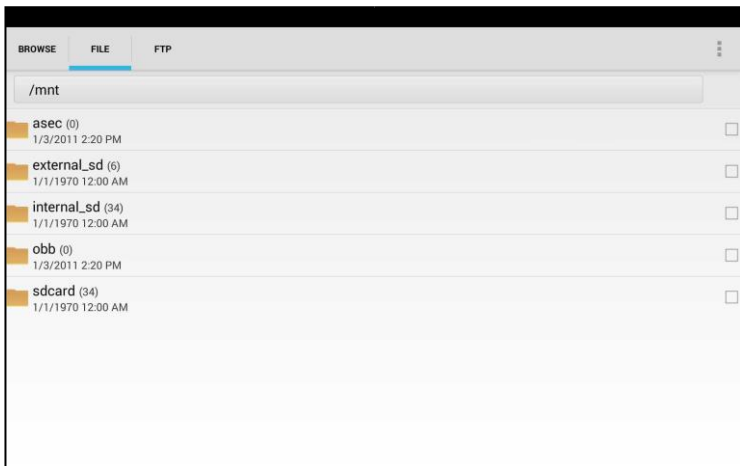 BROWSE FILE FTP
/mnt
asec (0)
1/3/2011 2:20 PM
external_sd (6)
1/1/1970 12:00 AM
internal_sd (34)
1/1/1970 12:00 AM
obb (0)
1/3/2011 2:20 PM
sdcard (34)
1/1/1970 12:00 AM